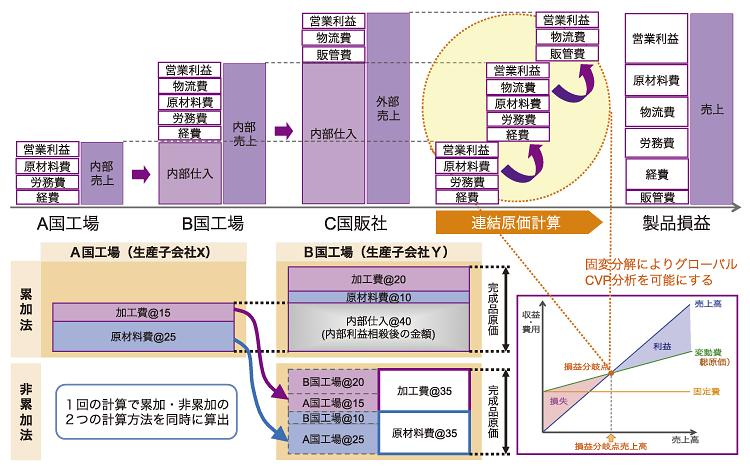 営業利益
原材料費
労務費
経費
内部
売上
A国工場
営業利益
物流費
原材料費
労務費
経費
内部仕入
内部
売上
B国工場
営業利益
物流費
販管費
内部仕入
外部
売上
C国販社
営業利益
物流費
販管費
営業利益
物流費
原材料費
労務費
経費
営業利益
原材料費
労務費
経費
連結原価計算
営業利益
原材料費
物流費
労務費
経費
販管費
売上
製品損益
A国工場(生産子会社X)
B国工場(生産子会社Y)
累加法
加工費@15
原材料費@25
加工費@20
原材料費@10
内部仕入@40
(内部利益相殺後の金額)
完成品原価
非累加法
1回の計算で累加・非累加の
2つの計算方法を同時に算出
B国工場@20
A国工場@15
B国工場@10
A国工場@25
加工費@35
原材料費@35
完成品原価
固変分解によりグローバル
CVP分析を可能にする
収益
費用
売上高
利益
変動費
(総原価)
損益分岐点
固定費
損失
売上高
損益分岐点売上高